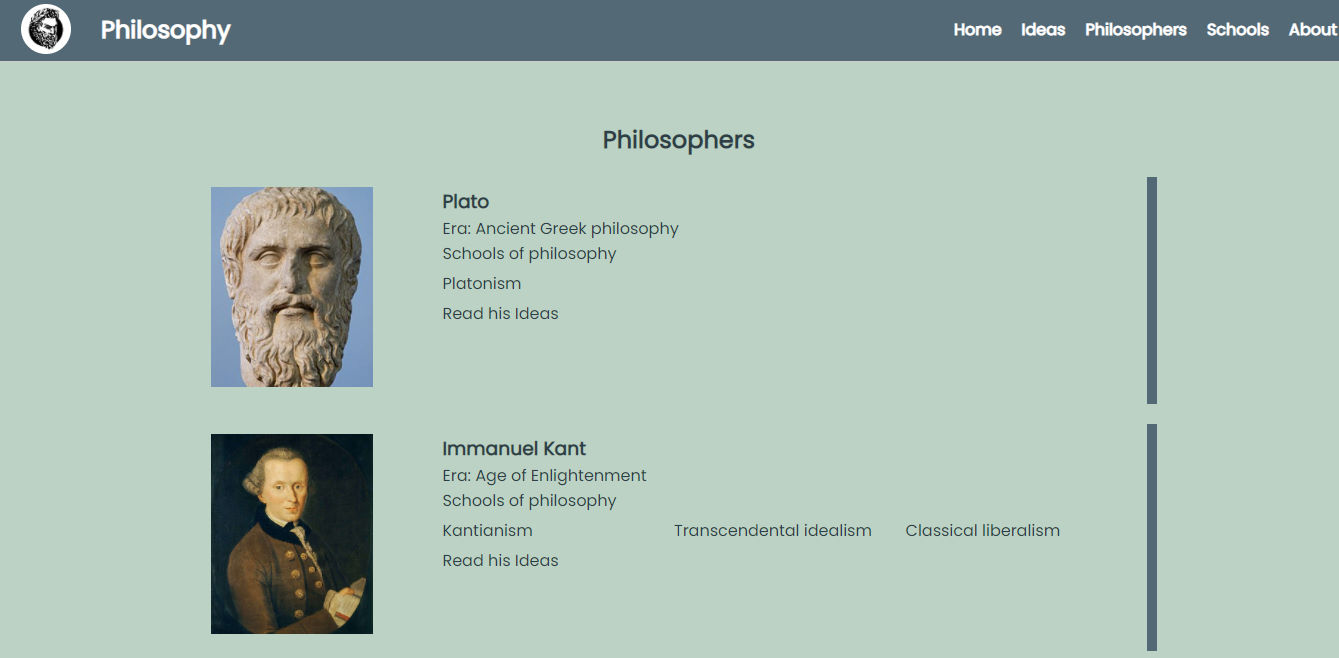 Philosophy
Home Ideas Philosophers Schools About
Philosophers
Plato
Era: Ancient Greek philosophy
Schools of philosophy
Platonism
Read his Ideas
Immanuel Kant
Era: Age of Enlightenment
Schools of philosophy
Kantianism Transcendental idealism Classical liberalism
Read his Ideas